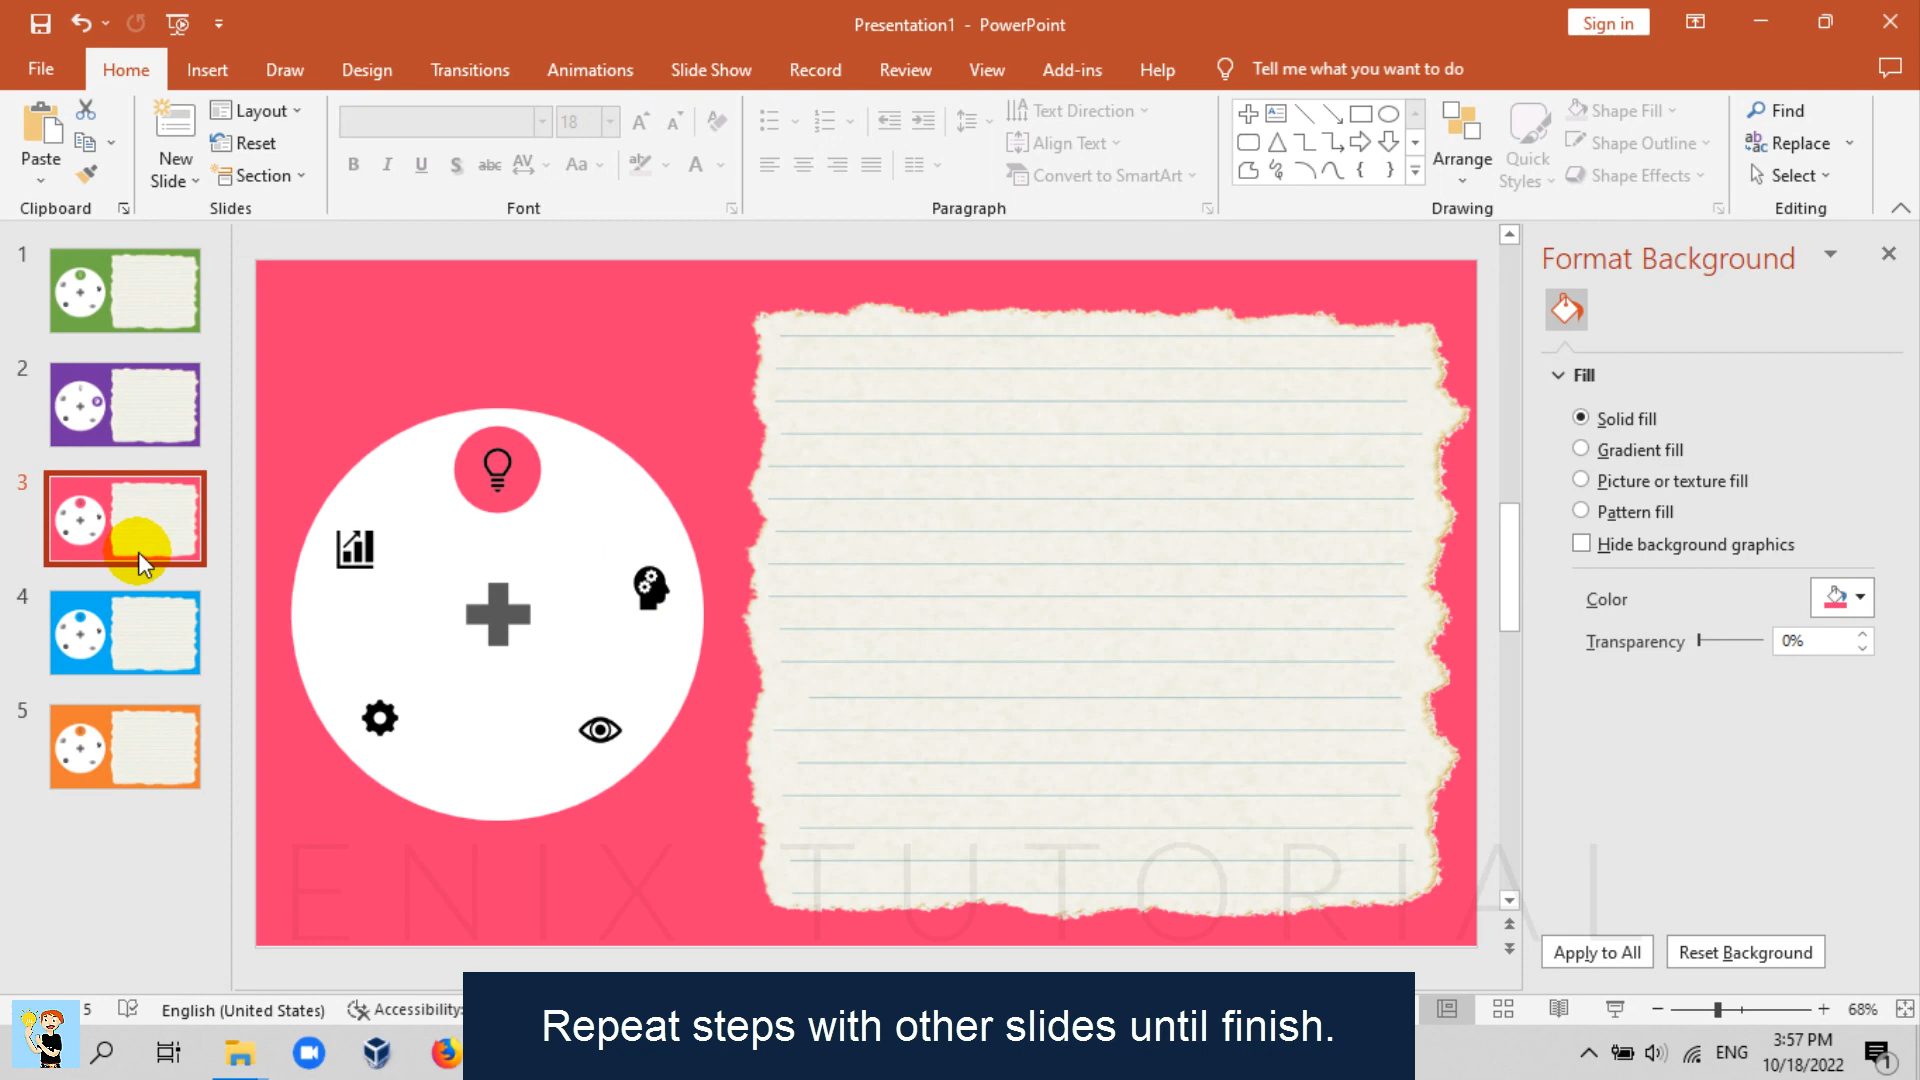 Presentation1 - PowerPoint
Sign in
File
Home
Insert
Draw
Design
Transitions
Animations
Slide Show
Record
Review
View
Add-ins
Help
Tell me what you want to do
Paste
Clipboard
New
Slide
Layout
Reset
Section
Slides
18
B
I
U
S
abc
AV
Aa
A
Font
Text Direction
Align Text
Convert to SmartArt
Paragraph
Arrange
Quick
Styles
Shape Fill
Shape Outline
Shape Effects
Drawing
Find
Replace
Select
Editing
1
2
3
4
5
Format Background
Fill
Solid fill
Gradient fill
Picture or texture fill
Pattern fill
Hide background graphics
Color
Transparency
0%
Apply to All
Reset Background
ENIX TUTORIAL
5
English (United States)
Accessibility:
68%
Repeat steps with other slides until finish.
ENG
3:57 PM
10/18/2022
1